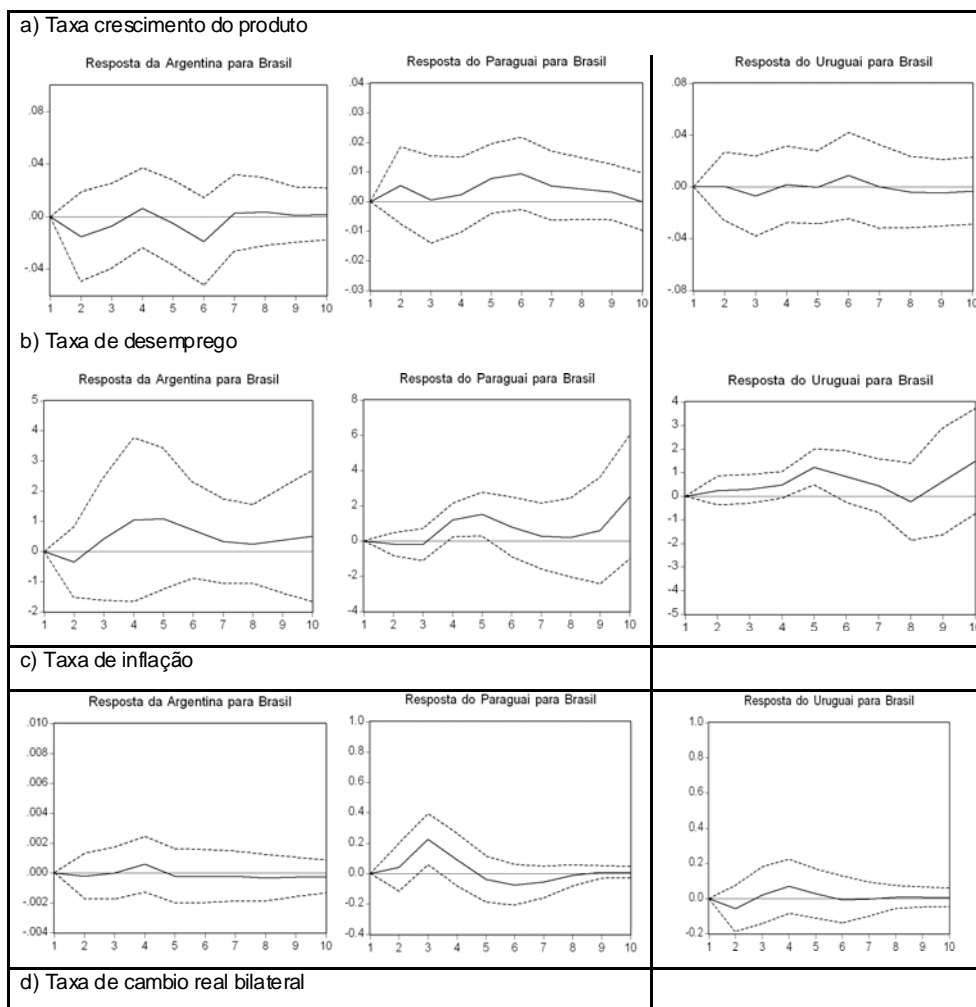 a) Taxa crescimento do produto
Resposta da Argentina para Brasil
.08
.04
.00
-.04
1 2 3 4 5 6 7 8 9 10
Resposta do Paraguai para Brasil
.04
.03
.02
.01
.00
-.01
-.02
-.03
1 2 3 4 5 6 7 8 9 10
Resposta do Uruguai para Brasil
.08
.04
.00
-.04
-.08
1 2 3 4 5 6 7 8 9 10
b) Taxa de desemprego
Resposta da Argentina para Brasil
5
4
3
2
1
0
-1
-2
1 2 3 4 5 6 7 8 9 10
Resposta do Paraguai para Brasil
8
6
4
2
0
-2
-4
1 2 3 4 5 6 7 8 9 10
Resposta do Uruguai para Brasil
4
3
2
1
0
-1
-2
-3
-4
-5
1 2 3 4 5 6 7 8 9 10
c) Taxa de inflação
Resposta da Argentina para Brasil
.010
.008
.006
.004
.002
.000
-.002
-.004
1 2 3 4 5 6 7 8 9 10
Resposta do Paraguai para Brasil
1.0
0.8
0.6
0.4
0.2
0.0
-0.2
-0.4
1 2 3 4 5 6 7 8 9 10
Resposta do Uruguai para Brasil
1.0
0.8
0.6
0.4
0.2
0.0
-0.2
1 2 3 4 5 6 7 8 9 10
d) Taxa de cambio real bilateral